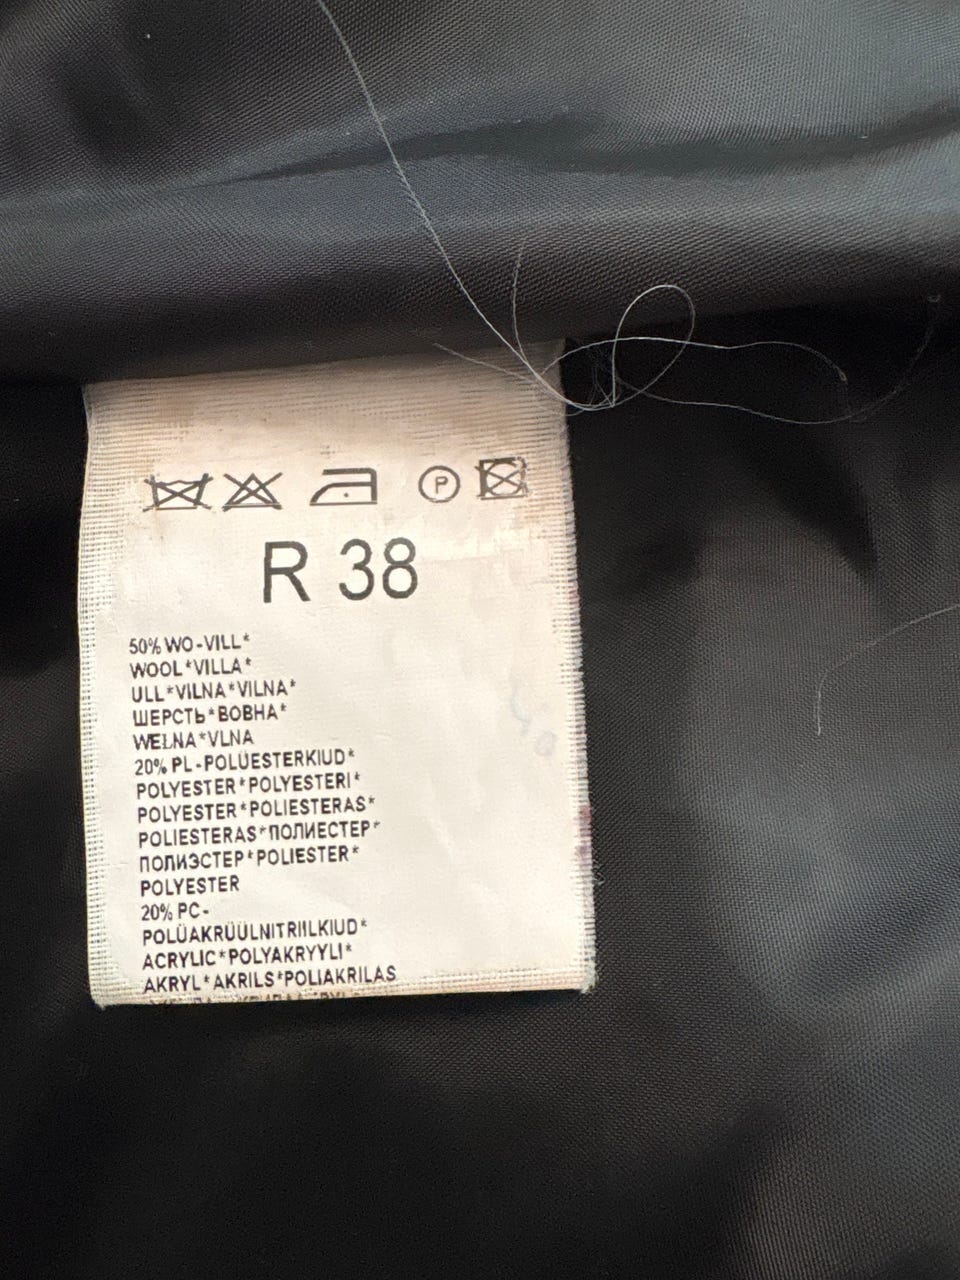 P
R 38
50% WO-VILL*
WOOL*VILLA*
ULL*VILNA*VILNA*
ШЕРСТЬ*ВОВНА*
WEŁNA*VLNA
20% PL-POLÜESTERKIUD*
POLYESTER*POLYESTERI*
POLYESTER*POLIESTERAS*
POLIESTERAS*ПОЛИЕСТЕР*
ПОЛИЭСТЕР*POLIESTER*
POLYESTER
20% PC-
POLÜAKRÜÜLNITRIILKIUD*
ACRYLIC*POLYAKRYYLI*
AKRYL*AKRILS*POLIAKRILAS